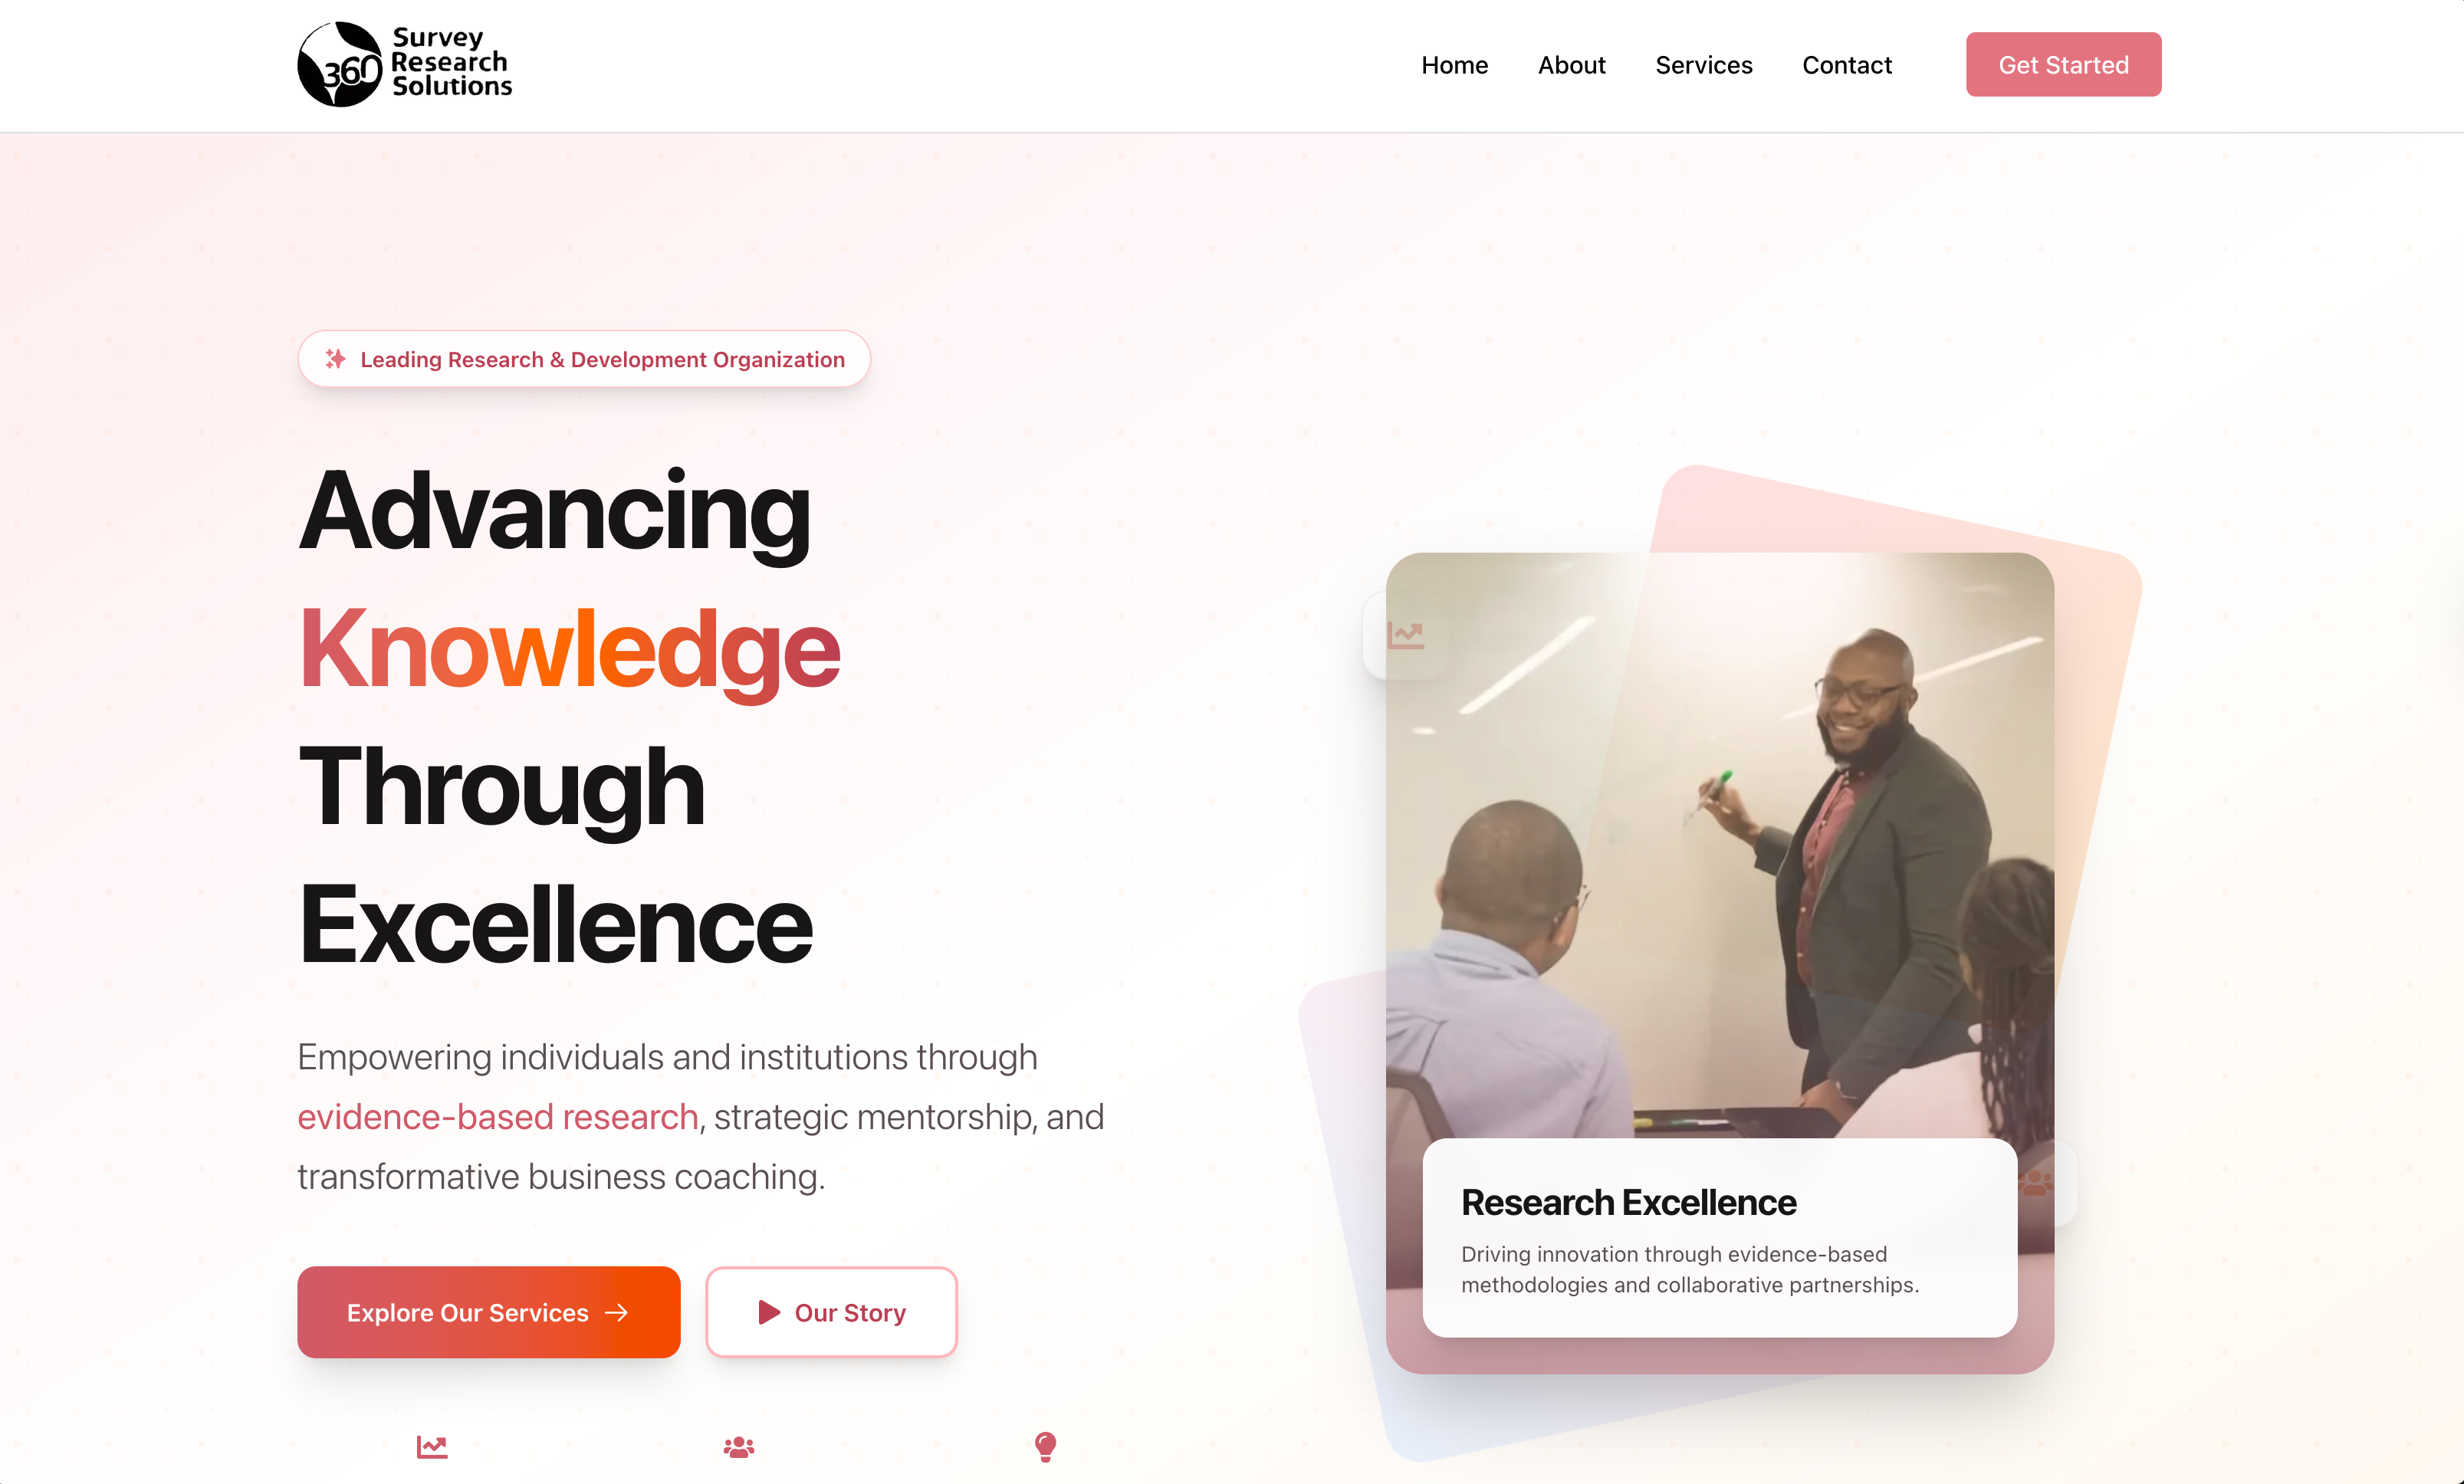 360 Survey
Research
Solutions
Home About Services Contact Get Started
Leading Research & Development Organization
Advancing
Knowledge
Through
Excellence
Empowering individuals and institutions through
evidence-based research, strategic mentorship, and
transformative business coaching.
Explore Our Services
Our Story
Research Excellence
Driving innovation through evidence-based
methodologies and collaborative partnerships.